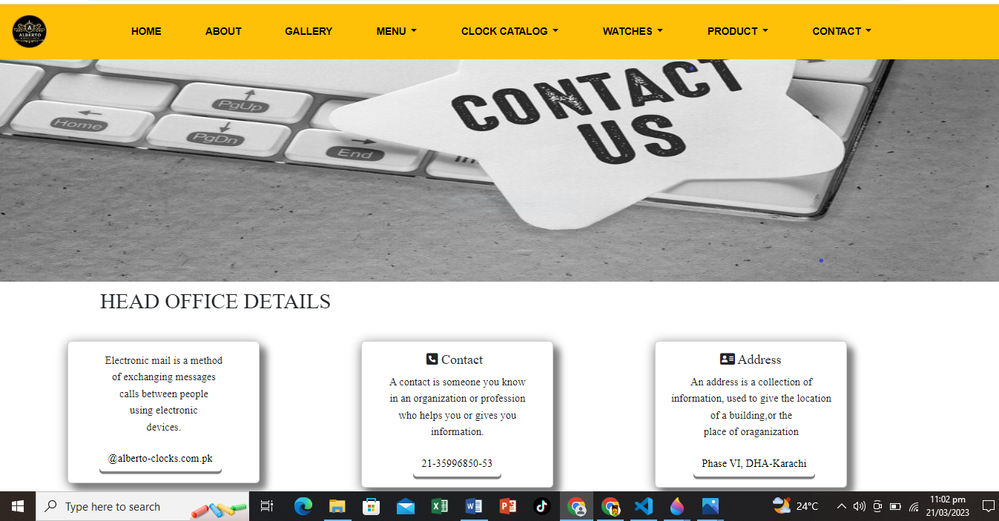 ALBERTO
HOME ABOUT GALLERY MENU CLOCK CATALOG WATCHES PRODUCT CONTACT
CONTACT
US
PgUp
Home
PgDn
End
HEAD OFFICE DETAILS
Electronic mail is a method
of exchanging messages
calls between people
using electronic
devices.
@alberto-clocks.com.pk
Contact
A contact is someone you know
in an organization or profession
who helps you or gives you
information.
21-35996850-53
Address
An address is a collection of
information, used to give the location
of a building,or the
place of oraganization
Phase VI, DHA-Karachi
Type here to search
24°C
11:02 pm
21/03/2023